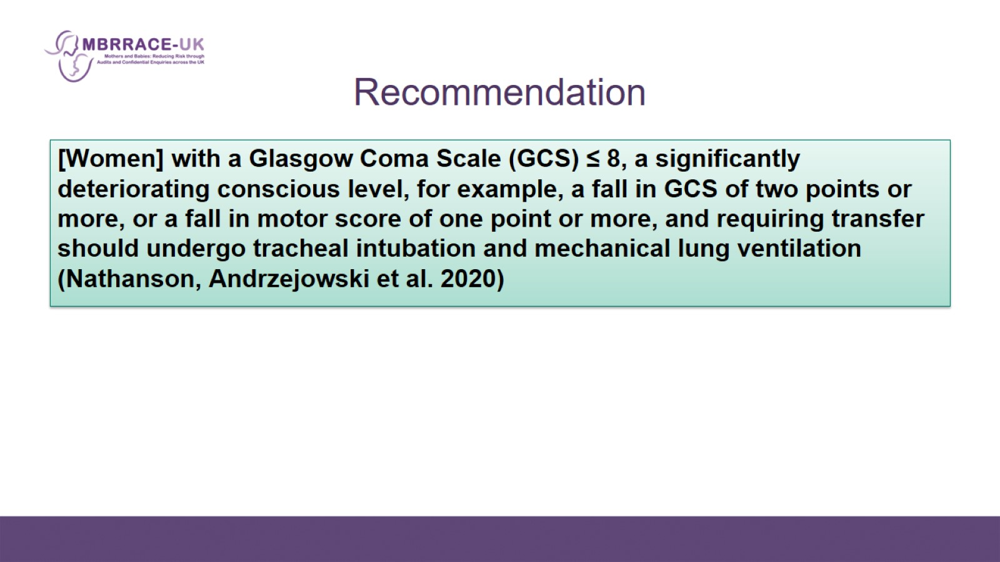 MBRRACE-UK
Mothers and Babies: Reducing Risk through
Audits and Confidential Enquiries across the UK
Recommendation
[Women] with a Glasgow Coma Scale (GCS) ≤ 8, a significantly
deteriorating conscious level, for example, a fall in GCS of two points or
more, or a fall in motor score of one point or more, and requiring transfer
should undergo tracheal intubation and mechanical lung ventilation
(Nathanson, Andrzejowski et al. 2020)